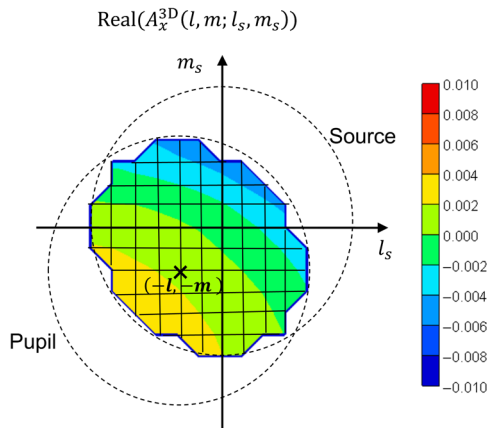 Real(A_x^{3D}(l, m; l_s, m_s))
m_s
Source
l_s
(−l, −m)
Pupil
0.010
0.008
0.006
0.004
0.002
0.000
−0.002
−0.004
−0.006
−0.008
−0.010